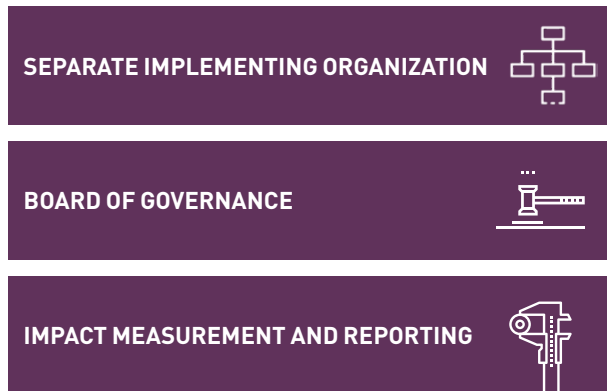 SEPARATE IMPLEMENTING ORGANIZATION
BOARD OF GOVERNANCE
IMPACT MEASUREMENT AND REPORTING